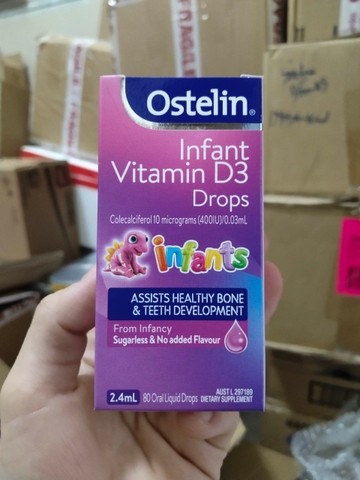 FRAGILE
Ostelin®
Infant
Vitamin D3
Drops
Colecalciferol 10 micrograms (400IU)/0.03mL
infants
ASSISTS HEALTHY BONE
& TEETH DEVELOPMENT
From Infancy
Sugarless & No added Flavour
2.4mL 80 Oral Liquid Drops
AUST L 297189
DIETARY SUPPLEMENT